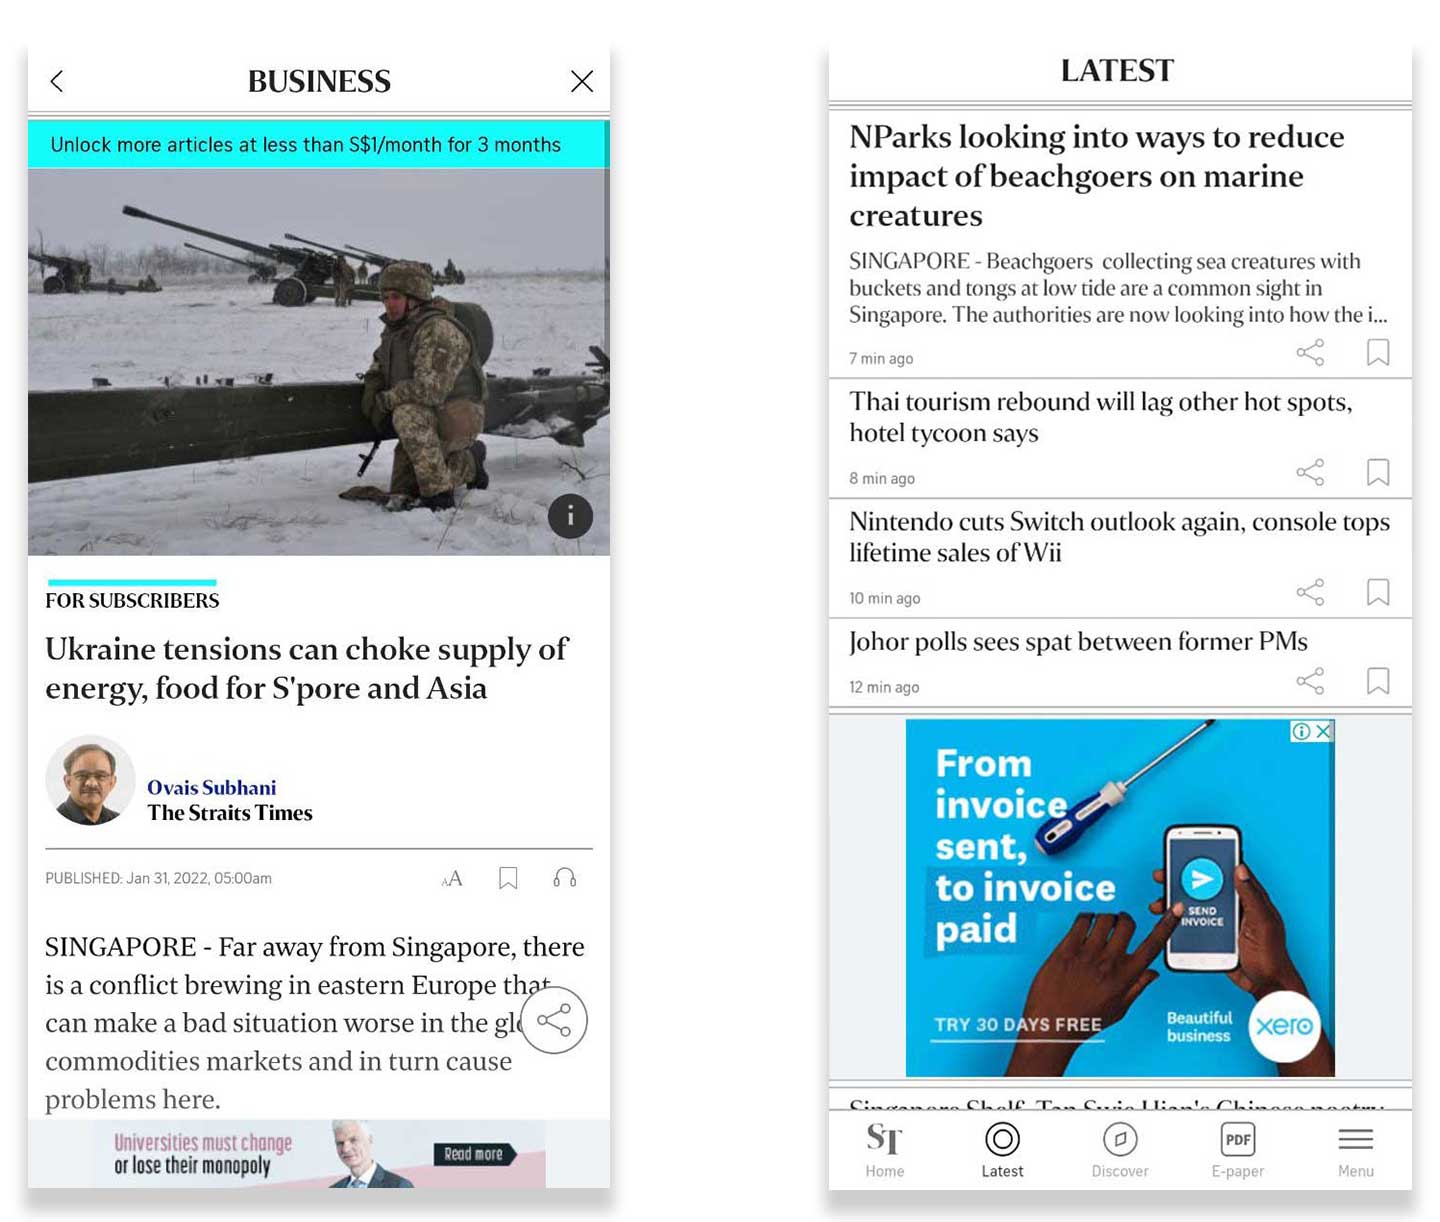 BUSINESS
Unlock more articles at less than S$1/month for 3 months
i
FOR SUBSCRIBERS
Ukraine tensions can choke supply of
energy, food for S'pore and Asia
Ovais Subhani
The Straits Times
PUBLISHED: Jan 31, 2022, 05:00am
AA
SINGAPORE - Far away from Singapore, there
is a conflict brewing in eastern Europe that
can make a bad situation worse in the
commodities markets and in turn cause
problems here.
Universities must change
or lose their monopoly
Read more
LATEST
NParks looking into ways to reduce
impact of beachgoers on marine
creatures
SINGAPORE - Beachgoers collecting sea creatures with
buckets and tongs at low tide are a common sight in
Singapore. The authorities are now looking into how the i...
7 min ago
Thai tourism rebound will lag other hot spots,
hotel tycoon says
8 min ago
Nintendo cuts Switch outlook again, console tops
lifetime sales of Wii
10 min ago
Johor polls sees spat between former PMs
12 min ago
From
invoice
sent,
to invoice
paid
SEND
INVOICE
TRY 30 DAYS FREE
Beautiful
business
xero
Singapore Shelf: Tan Swie Hian's Chinese poetry
ST
Home
Latest
Discover
PDF
E-paper
Menu